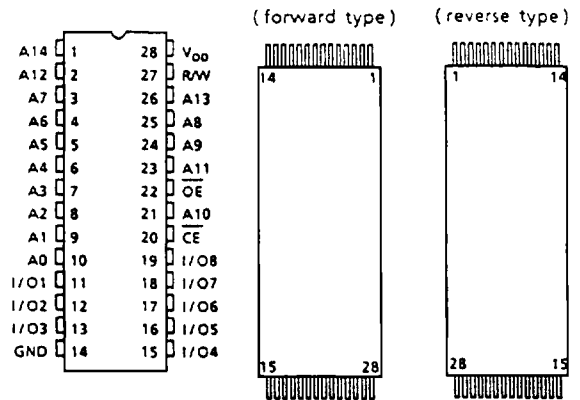 (forward type) (reverse type)
A14 1 28 VDD
A12 2 27 R/W
A7 3 26 A13
A6 4 25 A8
A5 5 24 A9
A4 6 23 A11
A3 7 22 OE
A2 8 21 A10
A1 9 20 CE
A0 10 19 I/O8
I/O1 11 18 I/O7
I/O2 12 17 I/O6
I/O3 13 16 I/O5
GND 14 15 I/O4
14 1
15 28
1 14
28 15